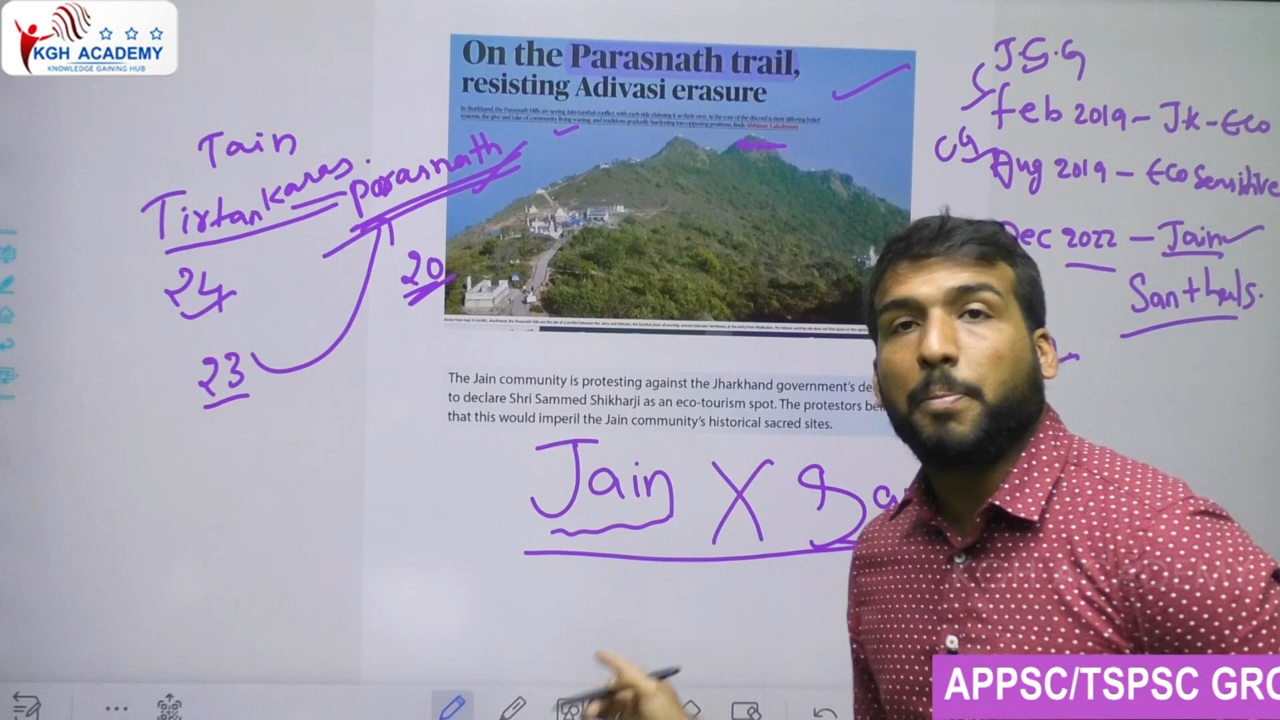 KGH ACADEMY
KNOWLEDGE GAINING HUB
On the Parasnath trail,
resisting Adivasi erasure
Jain
Tirtankaras.
parasnath
24
20
23
J.S.G
feb 2019 - JK - Eco
CG
Aug 2019 - Eco Sensitive
Dec 2022 - Jain
Santhals.
The Jain community is protesting against the Jharkhand government's de
to declare Shri Sammed Shikharji as an eco-tourism spot. The protestors be
that this would imperil the Jain community's historical sacred sites.
Jain X Sa
APPSC/TSPSC GRO